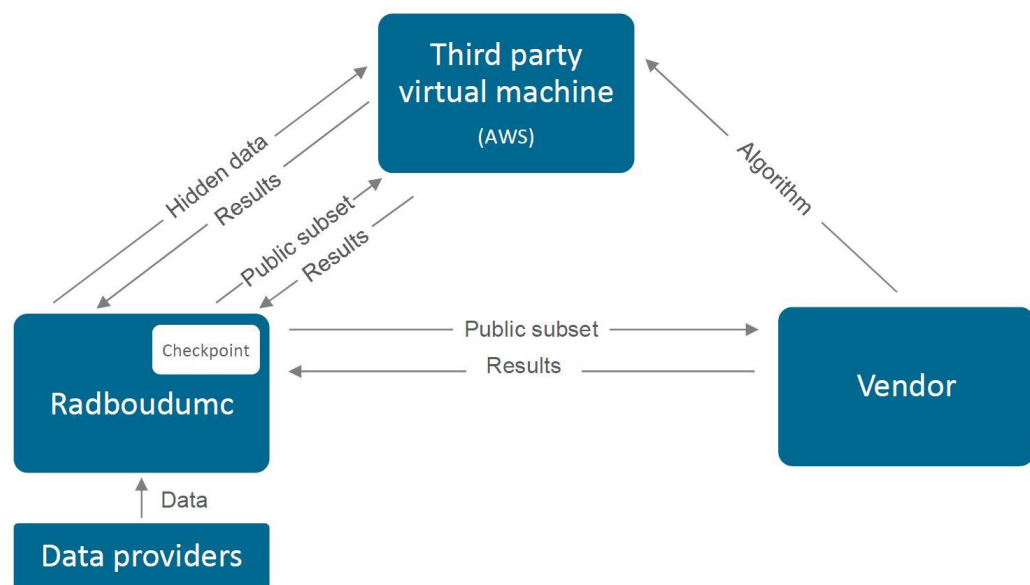 Third party
virtual machine
(AWS)
Hidden data
Results
Public subset
Results
Algorithm
Public subset
Results
Checkpoint
Radboudumc
Vendor
Data
Data providers